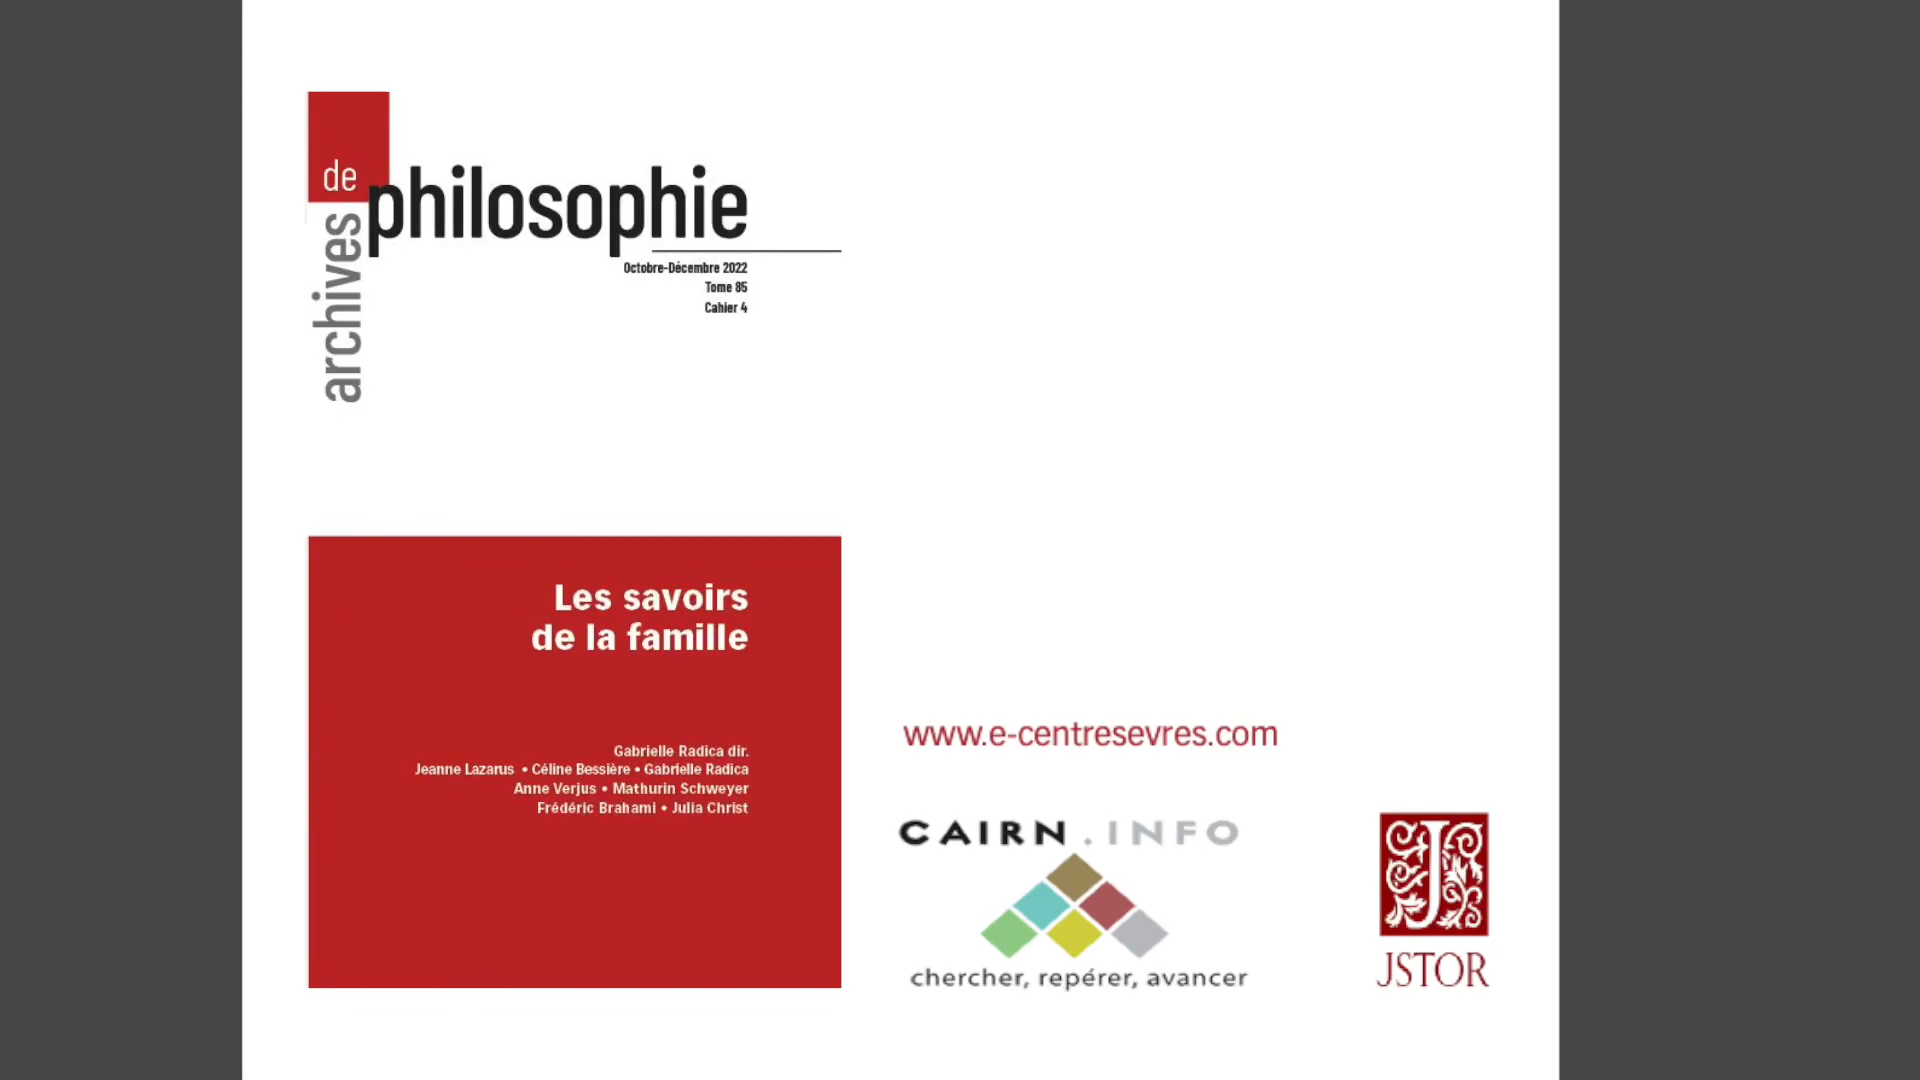 archives
de
philosophie
Octobre-Décembre 2022
Tome 85
Cahier 4
Les savoirs
de la famille
Gabrielle Radica dir.
Jeanne Lazarus • Céline Bessière • Gabrielle Radica
Anne Verjus • Mathurin Schweyer
Frédéric Brahami • Julia Christ
www.e-centresevres.com
CAIRN.INFO
chercher, repérer, avancer
J
JSTOR